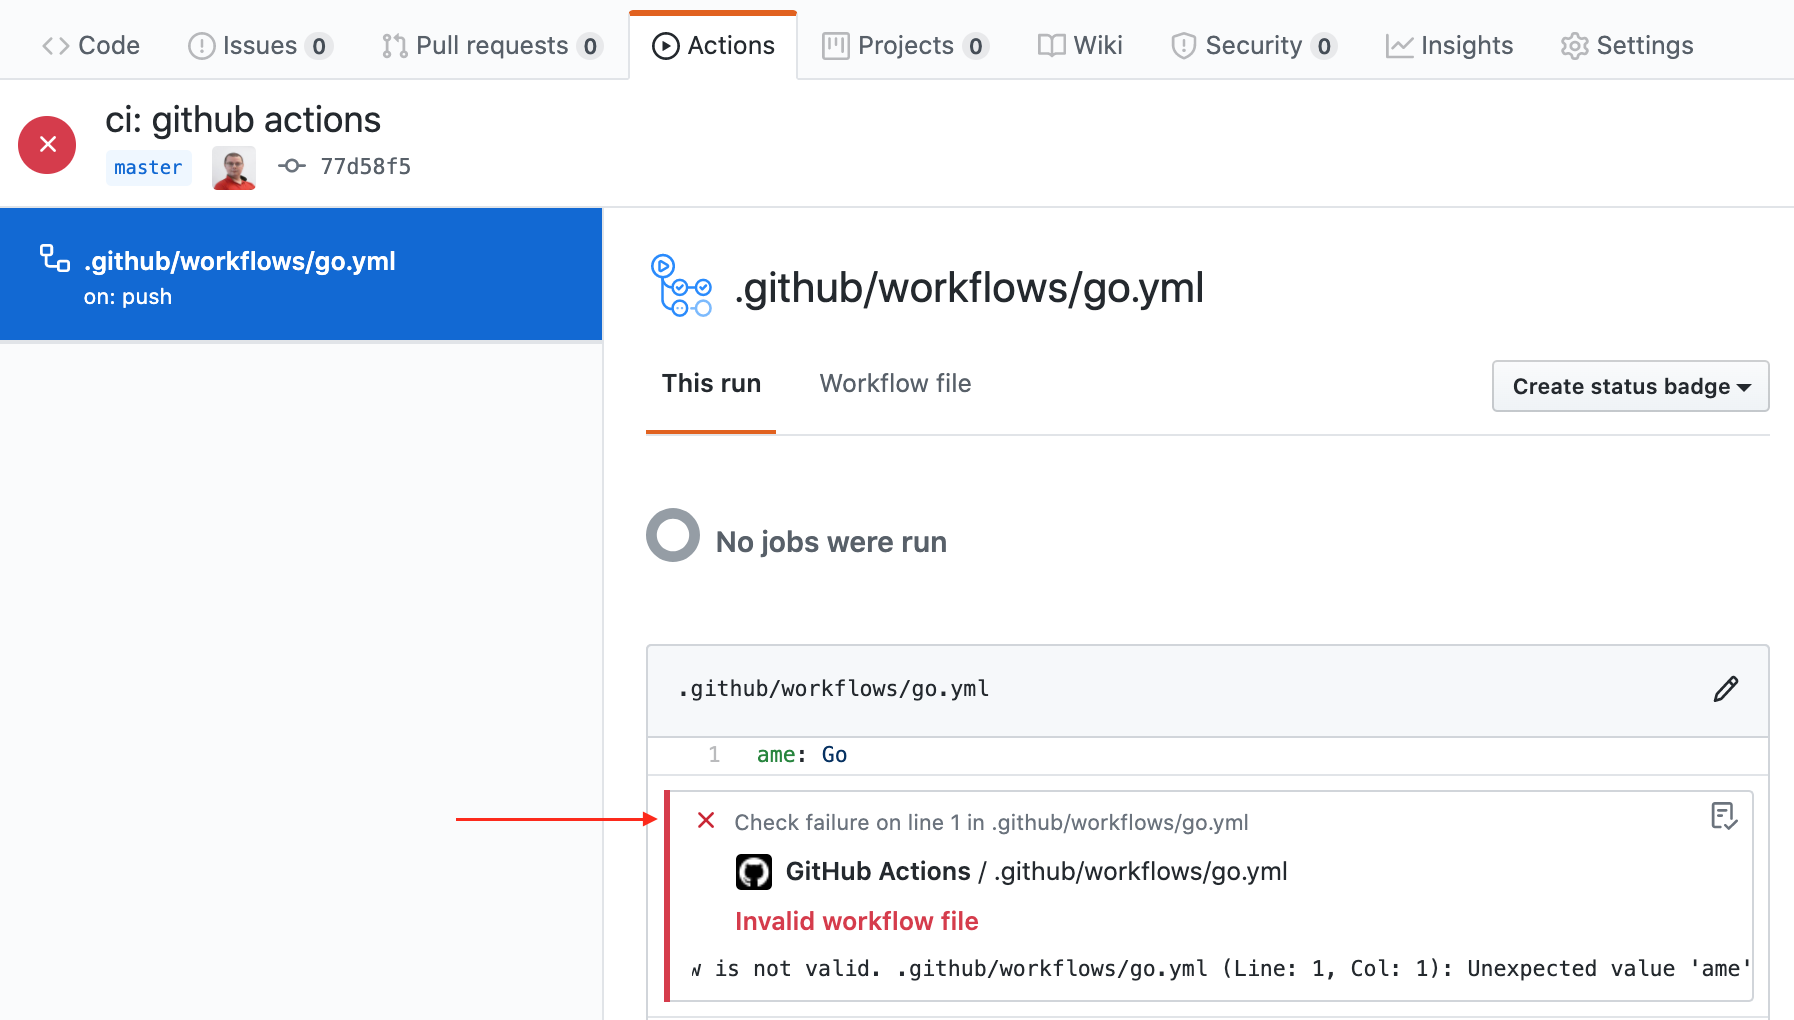 Code Issues 0 Pull requests 0 Actions Projects 0 Wiki Security 0 Insights Settings
ci: github actions
master 77d58f5
.github/workflows/go.yml
on: push
.github/workflows/go.yml
This run Workflow file Create status badge
No jobs were run
.github/workflows/go.yml
1 ame: Go
Check failure on line 1 in .github/workflows/go.yml
GitHub Actions / .github/workflows/go.yml
Invalid workflow file
is not valid. .github/workflows/go.yml (Line: 1, Col: 1): Unexpected value 'ame'